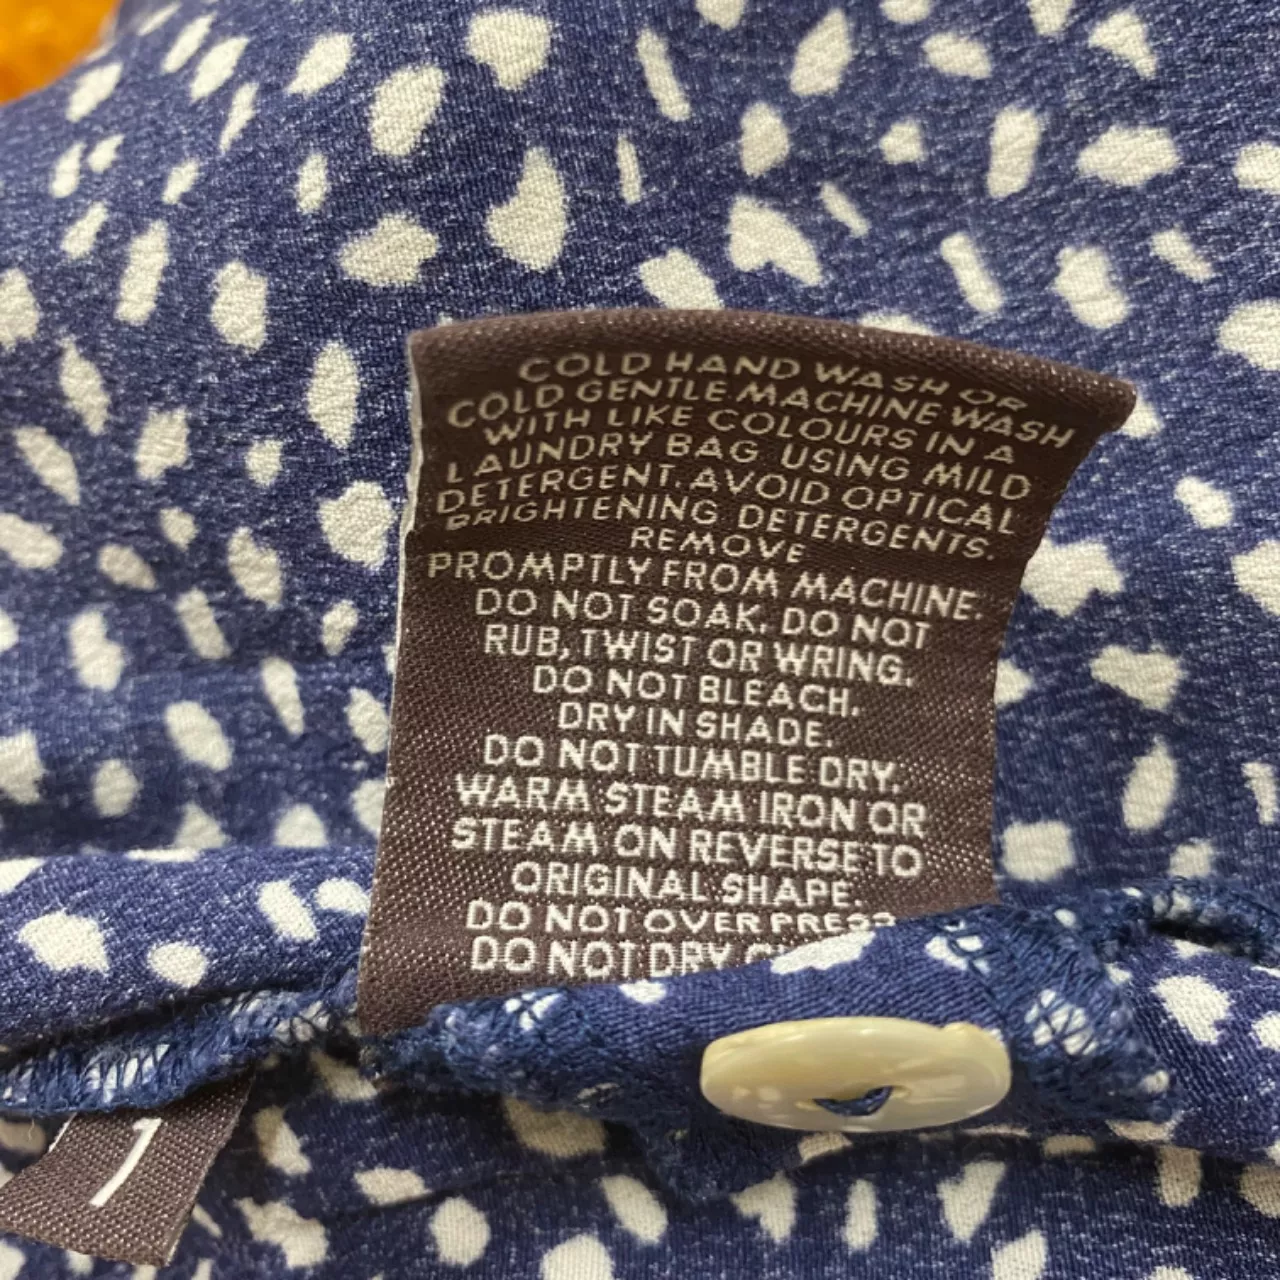 COLD HAND WASH OR
COLD GENTLE MACHINE WASH
WITH LIKE COLOURS IN A
LAUNDRY BAG USING MILD
DETERGENT. AVOID OPTICAL
BRIGHTENING DETERGENTS.
REMOVE
PROMPTLY FROM MACHINE.
DO NOT SOAK. DO NOT
RUB, TWIST OR WRING.
DO NOT BLEACH.
DRY IN SHADE.
DO NOT TUMBLE DRY.
WARM STEAM IRON OR
STEAM ON REVERSE TO
ORIGINAL SHAPE.
DO NOT OVER PRESS
DO NOT DRY
1